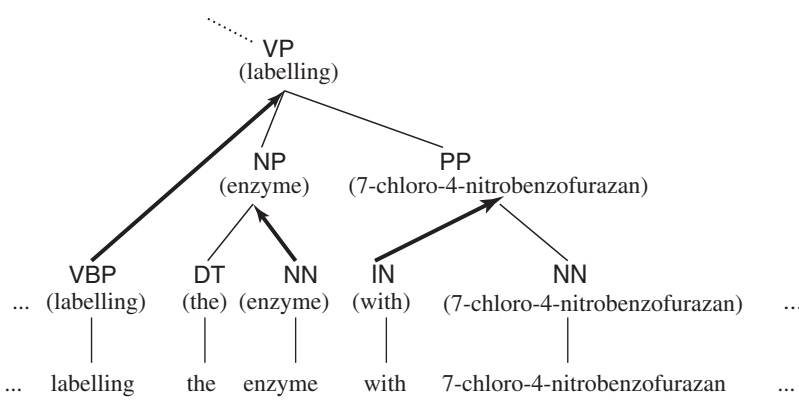 VP
(labelling)
NP PP
(enzyme) (7-chloro-4-nitrobenzofurazan)
VBP DT NN IN NN
... (labelling) (the) (enzyme) (with) (7-chloro-4-nitrobenzofurazan) ...
... labelling the enzyme with 7-chloro-4-nitrobenzofurazan ...